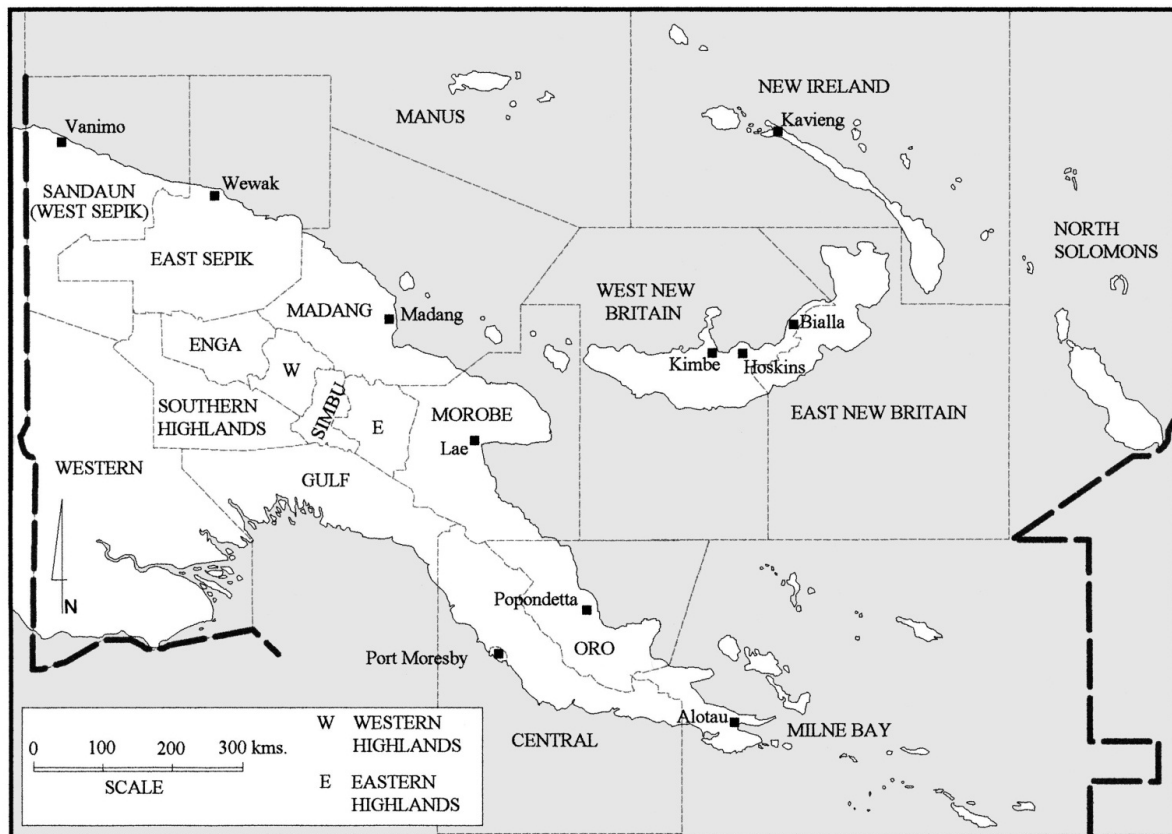 NEW IRELAND
MANUS
Kavieng
Vanimo
Wewak
SANDAUN
(WEST SEPIK)
NORTH
SOLOMONS
EAST SEPIK
WEST NEW
BRITAIN
MADANG
Madang
Bialla
ENGA
Kimbe
Hoskins
W
SIMBU
SOUTHERN
HIGHLANDS
E
MOROBE
EAST NEW BRITAIN
Lae
WESTERN
GULF
N
Popondetta
ORO
Port Moresby
Alotau
MILNE BAY
CENTRAL
W WESTERN
HIGHLANDS
0 100 200 300 kms.
SCALE
E EASTERN
HIGHLANDS